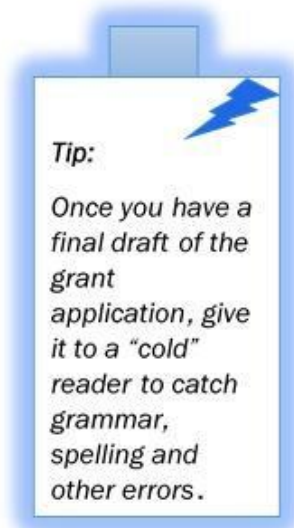 Tip:
Once you have a
final draft of the
grant
application, give
it to a “cold”
reader to catch
grammar,
spelling and
other errors.